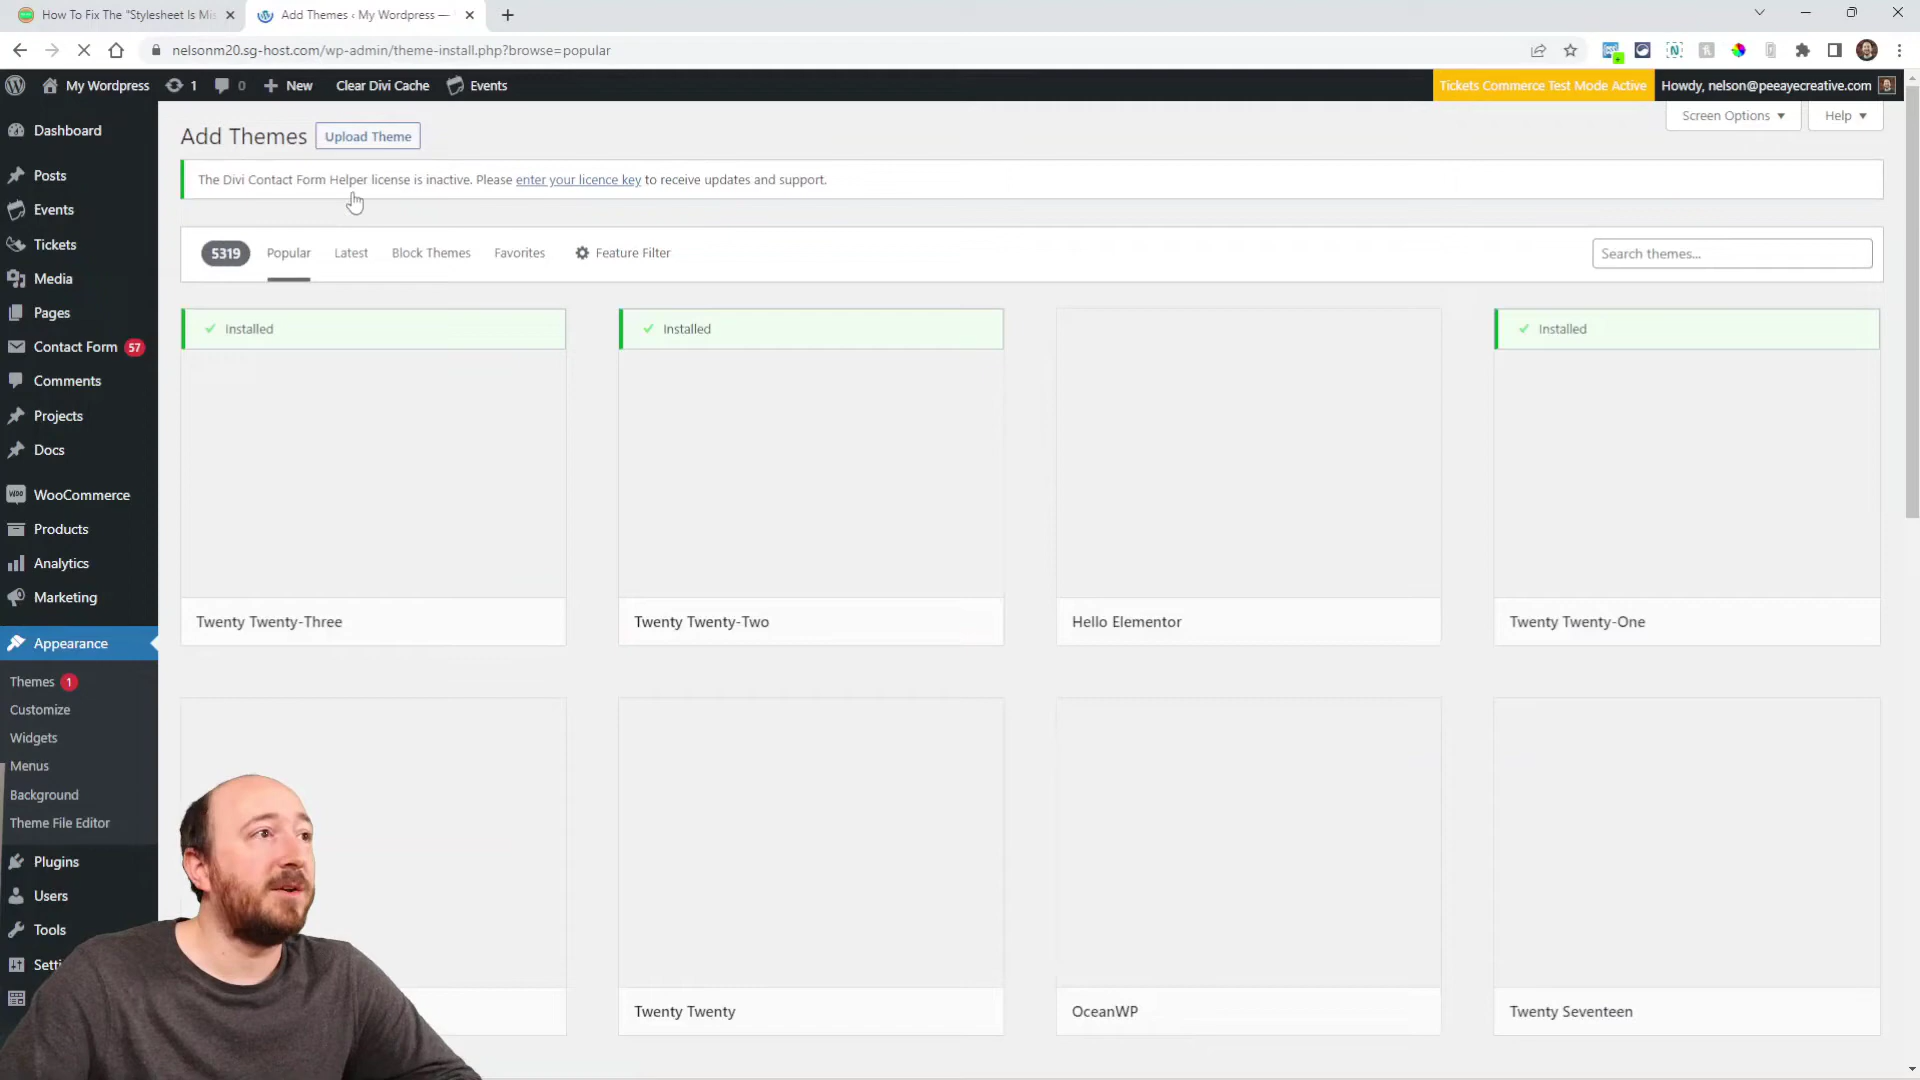 How To Fix The "Stylesheet Is Mis
Add Themes ‹ My Wordpress —
nelsonm20.sg-host.com/wp-admin/theme-install.php?browse=popular
My Wordpress
1
0
New
Clear Divi Cache
Events
Tickets Commerce Test Mode Active
Howdy, nelson@peeayecreative.com
Dashboard
Posts
Events
Tickets
Media
Pages
Contact Form 57
Comments
Projects
Docs
WooCommerce
Products
Analytics
Marketing
Appearance
Themes 1
Customize
Widgets
Menus
Background
Theme File Editor
Plugins
Users
Tools
Setti
Add Themes
Upload Theme
Screen Options
Help
The Divi Contact Form Helper license is inactive. Please enter your licence key to receive updates and support.
5319
Popular
Latest
Block Themes
Favorites
Feature Filter
Search themes...
Installed
Installed
Installed
Twenty Twenty-Three
Twenty Twenty-Two
Hello Elementor
Twenty Twenty-One
Twenty Twenty
OceanWP
Twenty Seventeen